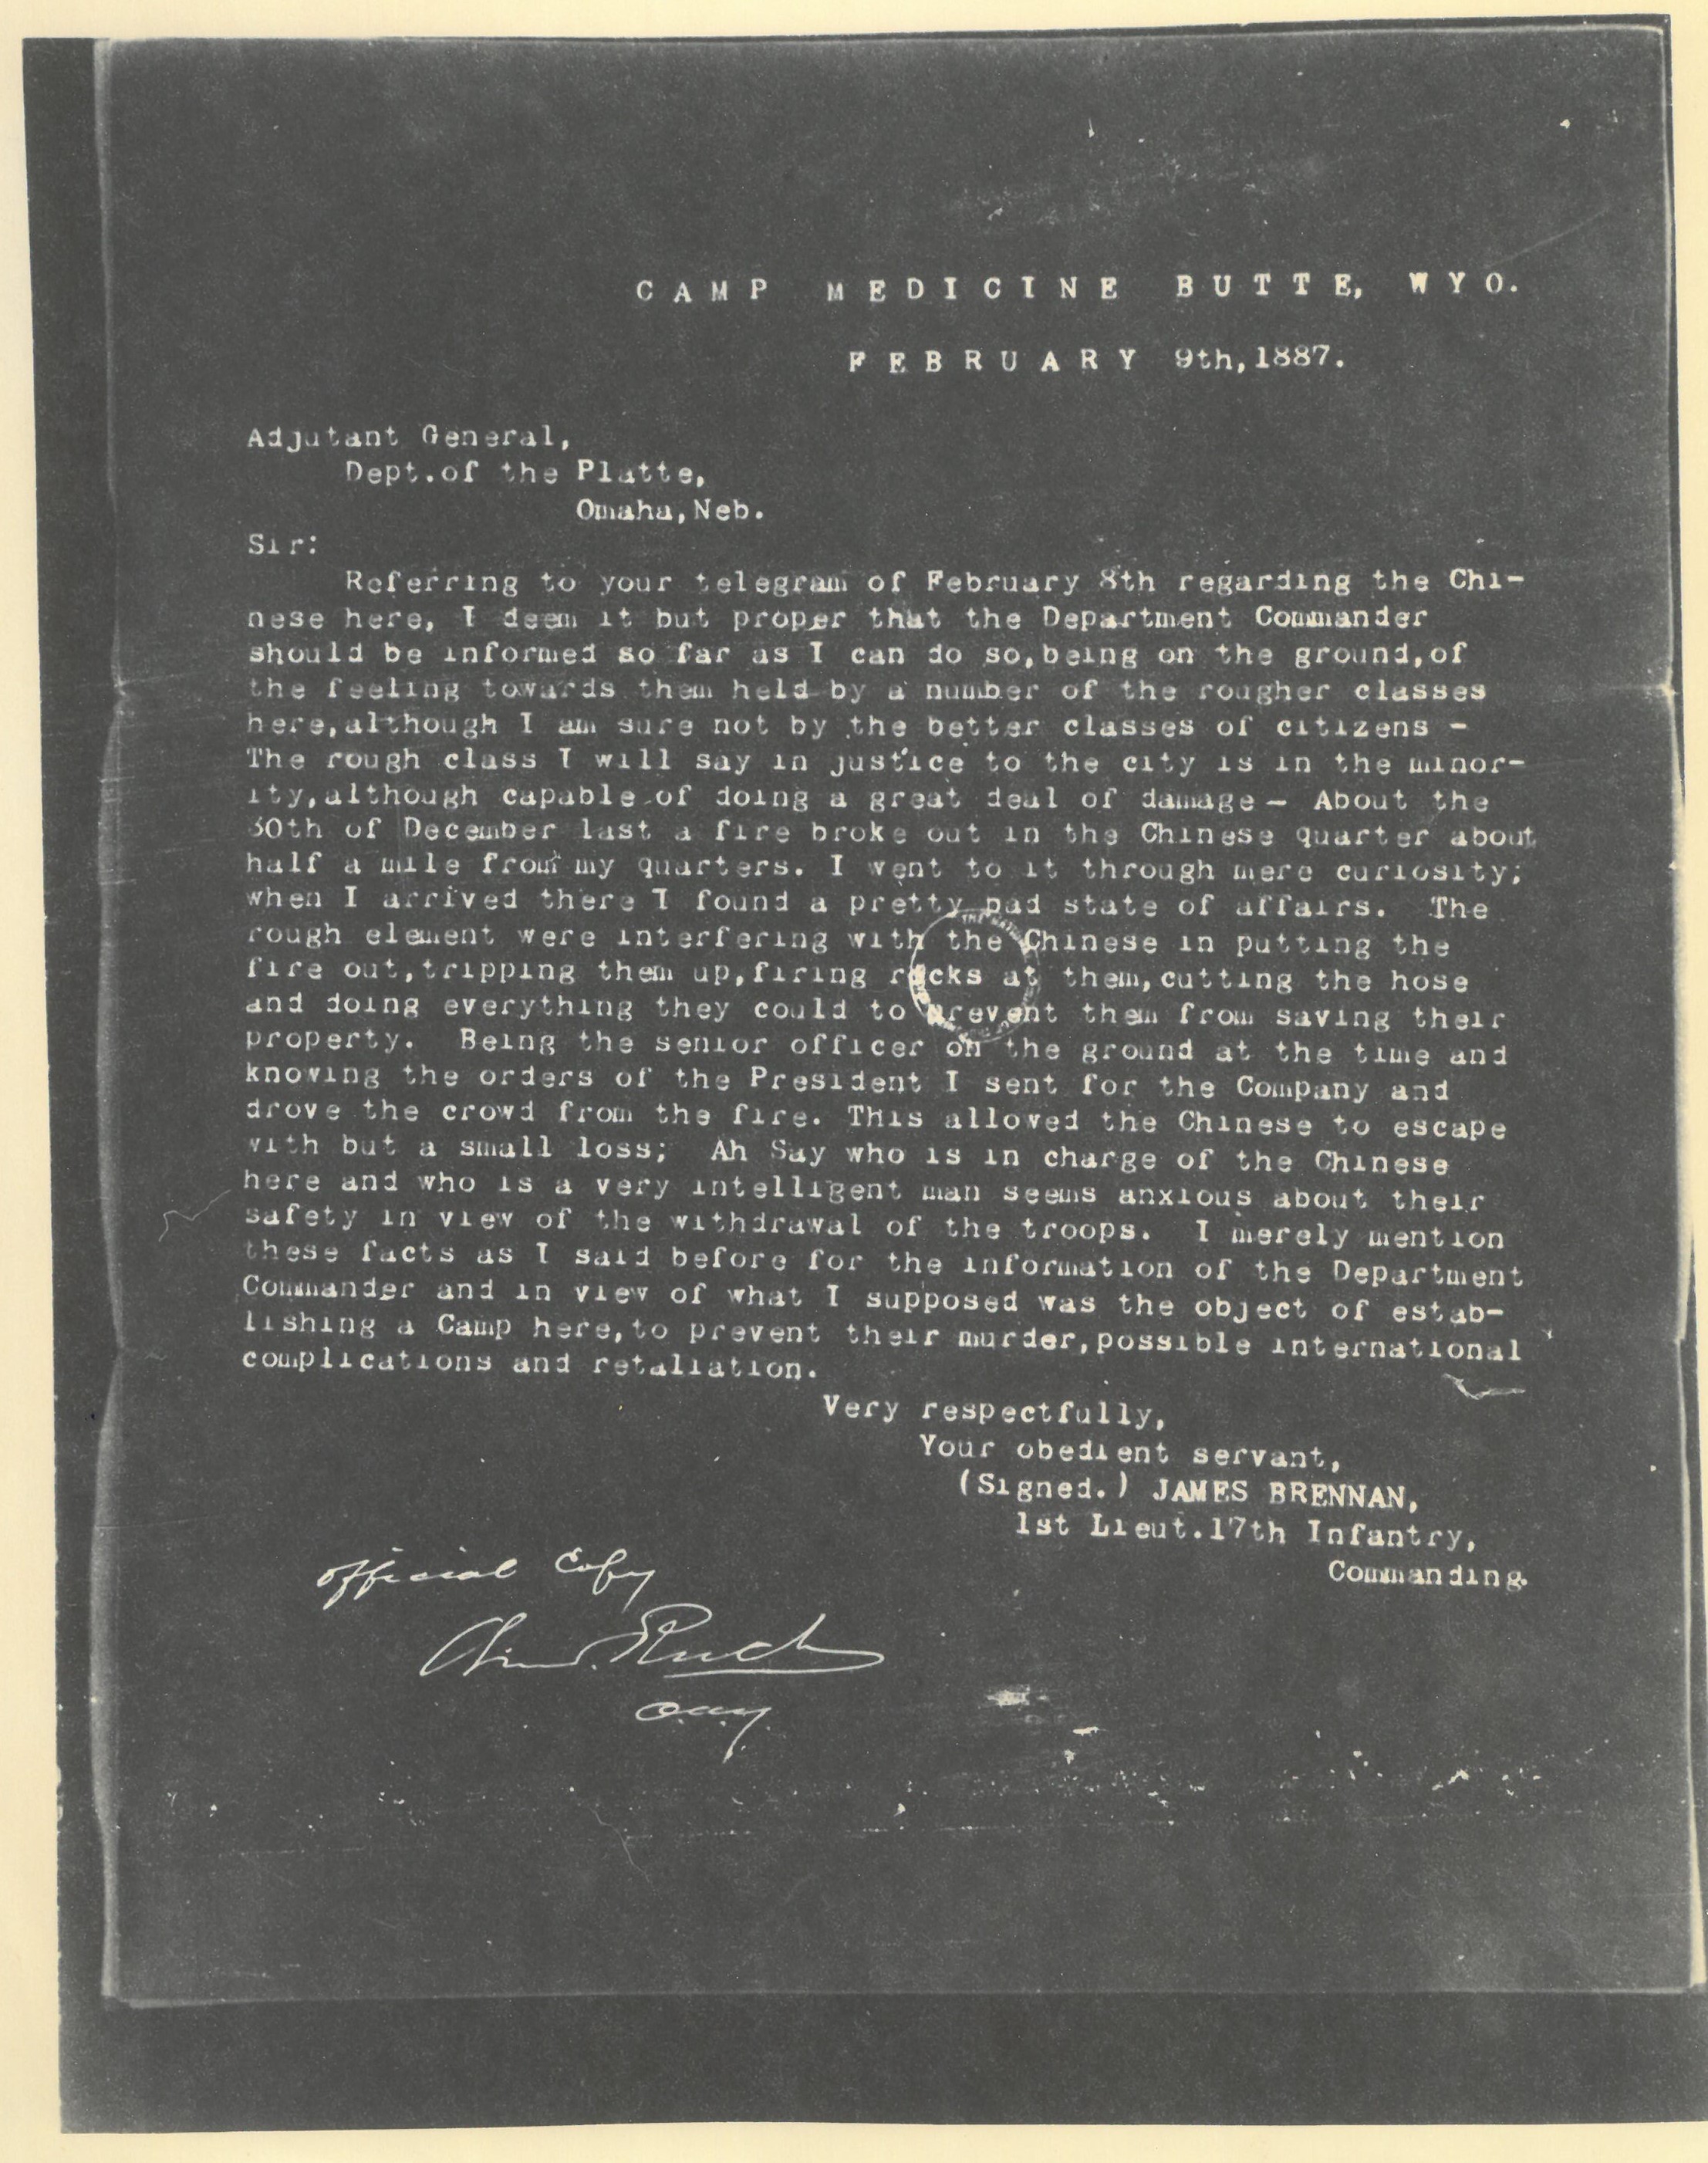 CAMP MEDICINE BUTTE, WYO.
FEBRUARY 9th,1887.
Adjutant General,
Dept.of the Platte,
Omaha,Neb.
Sir:
Referring to your telegram of February 8th regarding the Chi-
nese here, I deem it but proper that the Department Commander
should be informed so far as I can do so,being on the ground,of
the feeling towards them held by a number of the rougher classes
here,although I am sure not by the better classes of citizens -
The rough class I will say in justice to the city is in the minor-
ity,although capable of doing a great deal of damage - About the
30th of December last a fire broke out in the Chinese quarter about
half a mile from my quarters. I went to it through mere curiosity;
when I arrived there I found a pretty bad state of affairs. The
rough element were interfering with the Chinese in putting the
fire out,tripping them up,firing rocks at them,cutting the hose
and doing everything they could to prevent them from saving their
property. Being the senior officer on the ground at the time and
knowing the orders of the President I sent for the Company and
drove the crowd from the fire. This allowed the Chinese to escape
with but a small loss; Ah Say who is in charge of the Chinese
here and who is a very intelligent man seems anxious about their
safety in view of the withdrawal of the troops. I merely mention
these facts as I said before for the information of the Department
Commander and in view of what I supposed was the object of estab-
lishing a Camp here,to prevent their murder,possible international
complications and retaliation.
Very respectfully,
Your obedient servant,
(Signed.) JAMES BRENNAN,
1st Lieut.17th Infantry,
Commanding.
Official Copy